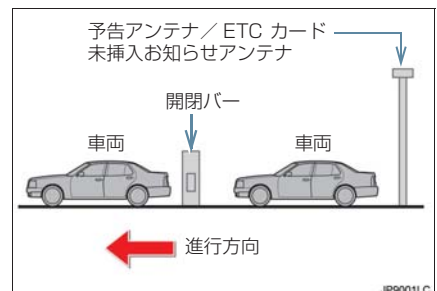 予告アンテナ／ETC カード
未挿入お知らせアンテナ
開閉バー
車両
車両
進行方向
JR9001LC